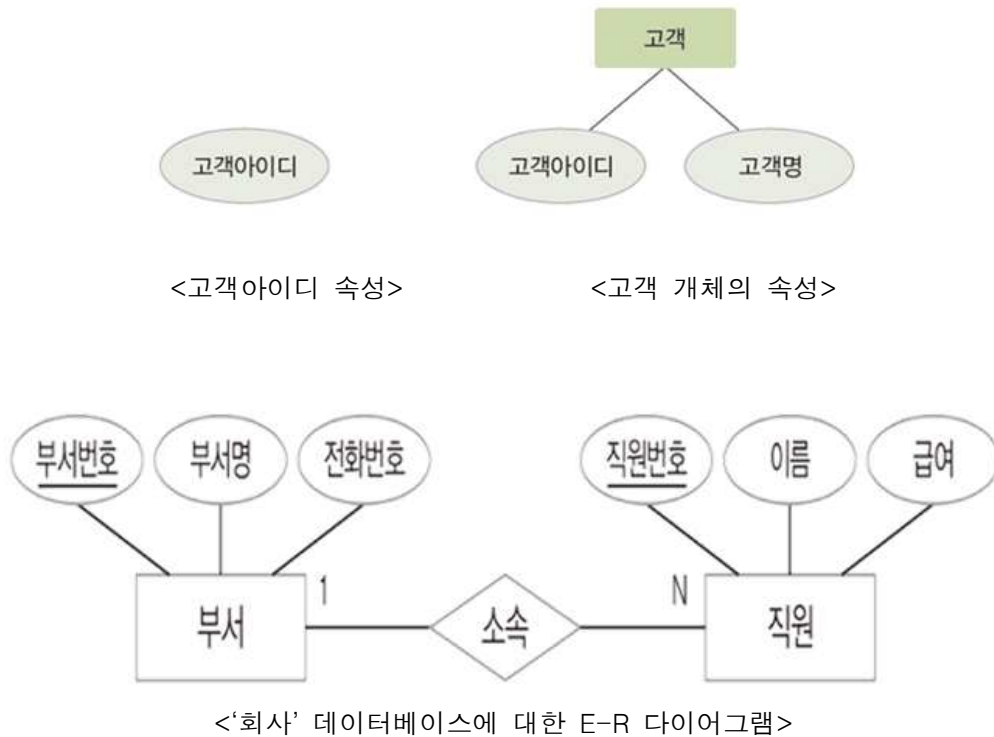 고객
고객아이디 고객아이디 고객명
<고객아이디 속성> <고객 개체의 속성>
부서번호 부서명 전화번호 직원번호 이름 급여
1 N
부서 소속 직원
<‘회사’ 데이터베이스에 대한 E-R 다이어그램>